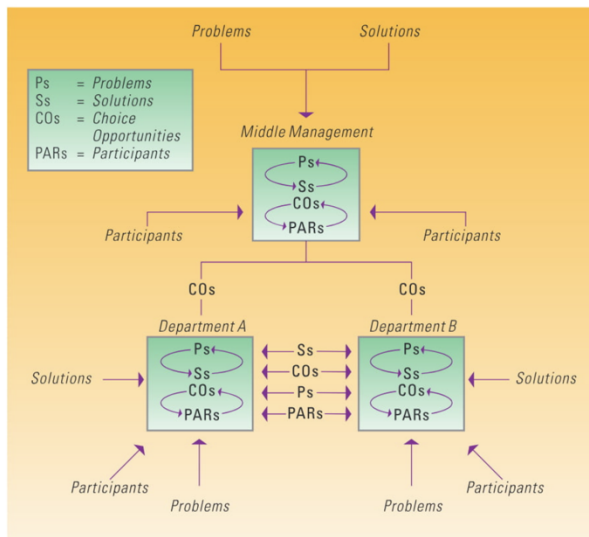 Problems
Solutions
Ps = Problems
Ss = Solutions
COs = Choice
Opportunities
PARs = Participants
Middle Management
Ps
Ss
COs
PARs
Participants
Participants
COs
COs
Department A
Department B
Ps
Ss
COs
PARs
Ss
COs
Ps
PARs
Ps
Ss
COs
PARs
Solutions
Solutions
Participants
Problems
Problems
Participants